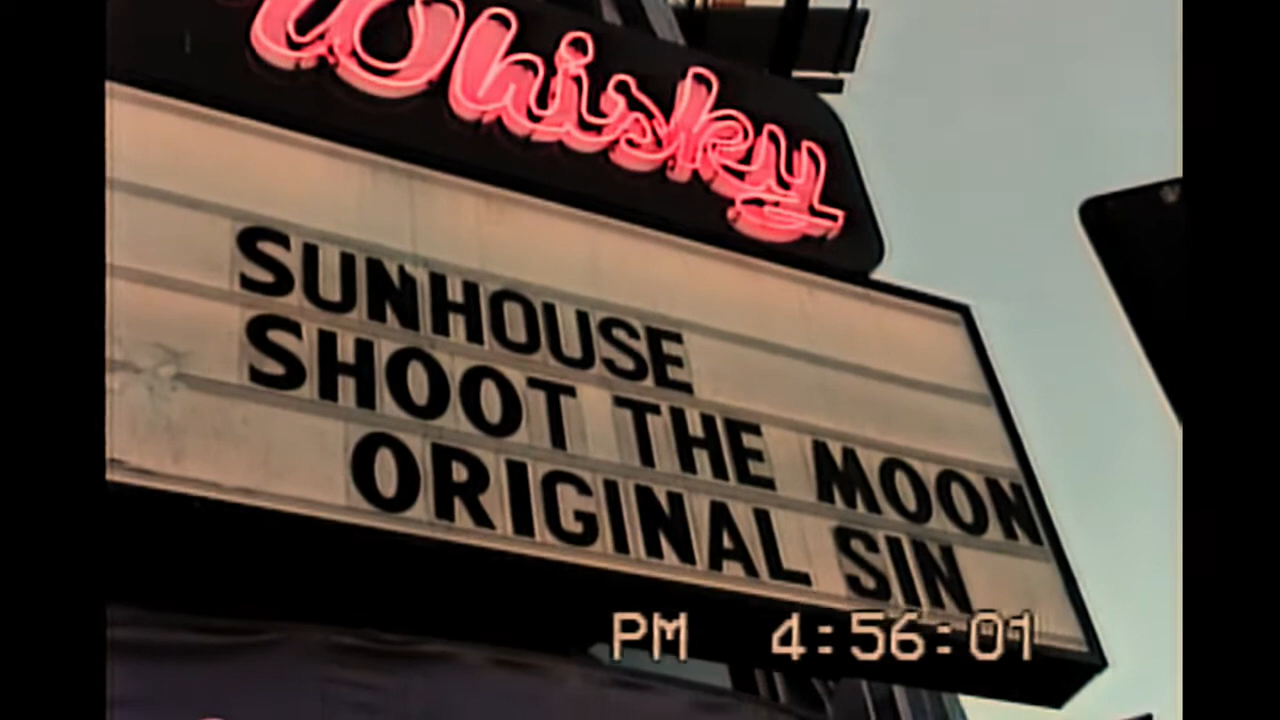 Whisky
SUNHOUSE
SHOOT THE MOON
ORIGINAL SIN
PM 4:56:01